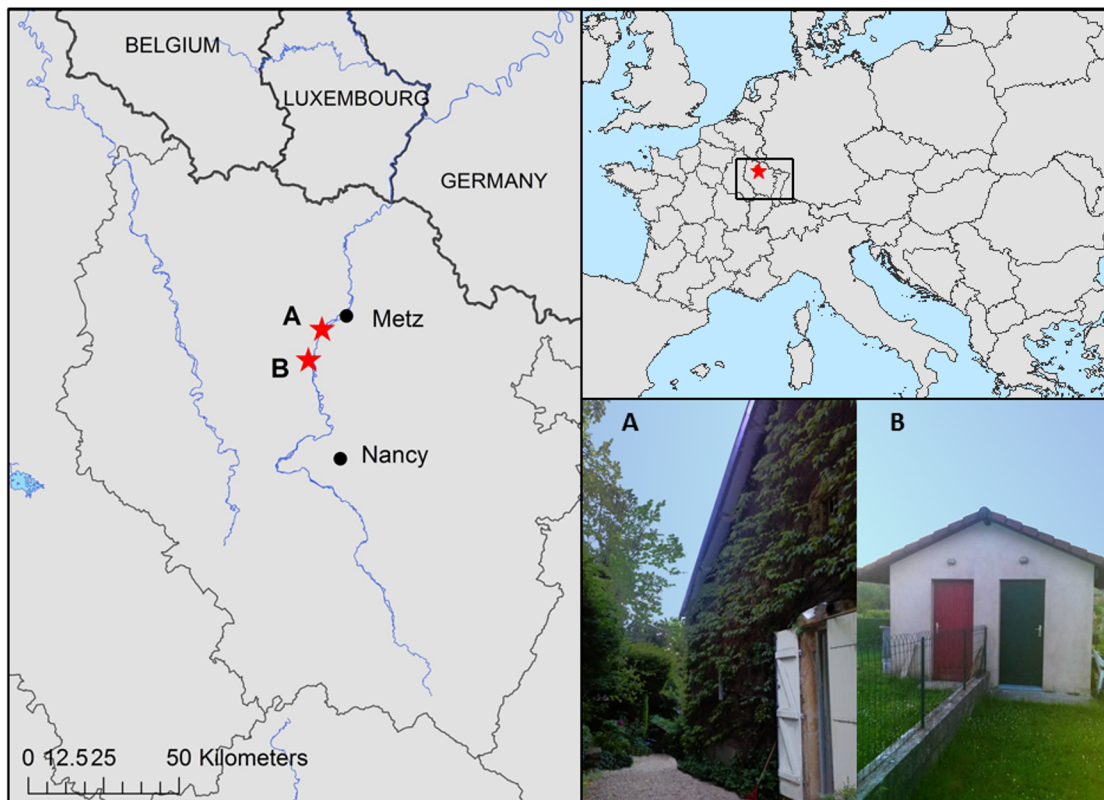 BELGIUM
LUXEMBOURG
GERMANY
A
Metz
B
Nancy
0 12.525 50 Kilometers
A
B